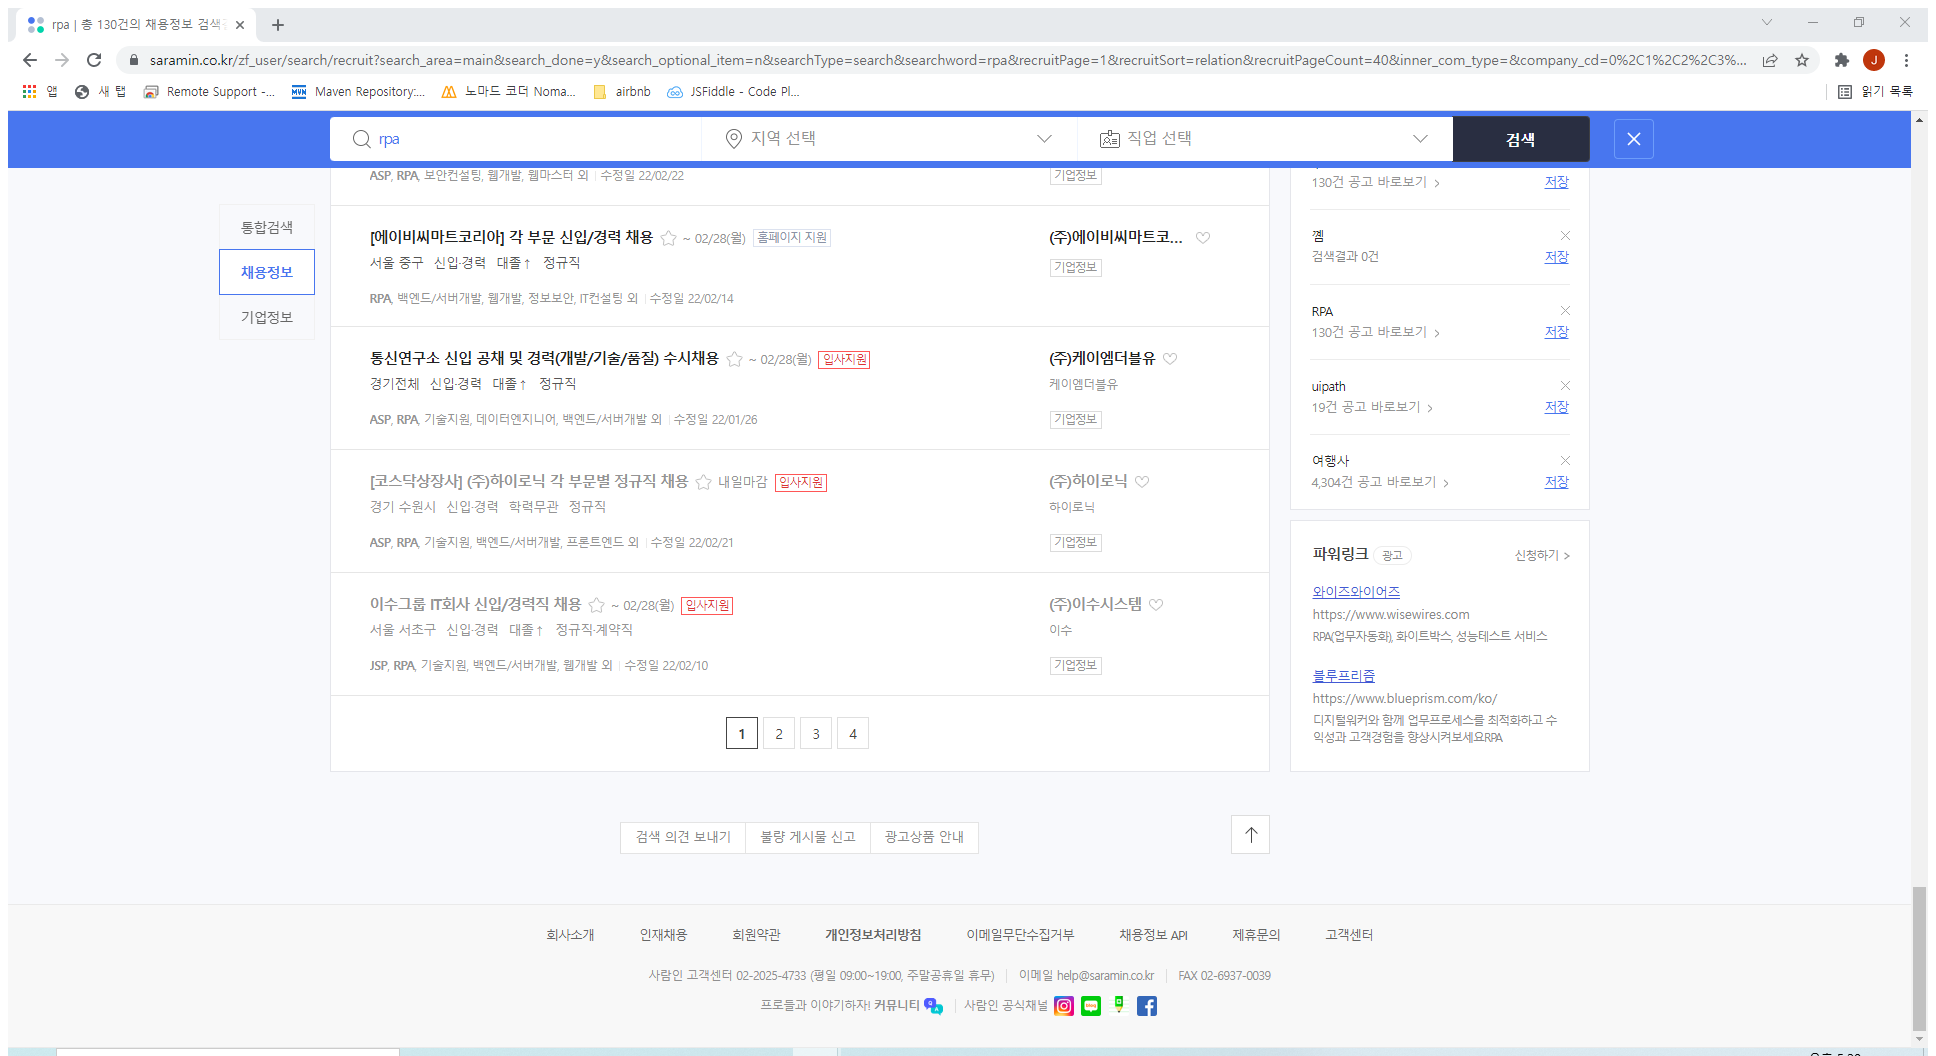 rpa | 총 130건의 채용정보 검색
saramin.co.kr/zf_user/search/recruit?search_area=main&search_done=y&search_optional_item=n&searchType=search&searchword=rpa&recruitPage=1&recruitSort=relation&recruitPageCount=40&inner_com_type=&company_cd=0%2C1%2C2%2C3%...
J
앱 새 탭 Remote Support -... Maven Repository:... 노마드 코더 Noma... airbnb JSFiddle - Code Pl... 읽기 목록
rpa 지역 선택 직업 선택 검색
통합검색
채용정보
기업정보
ASP, RPA, 보안컨설팅, 웹개발, 웹마스터 외 수정일 22/02/22 기업정보
[에이비씨마트코리아] 각 부문 신입/경력 채용 ~ 02/28(월) 홈페이지 지원 (주)에이비씨마트코...
서울 중구 신입·경력 대졸↑ 정규직 기업정보
RPA, 백엔드/서버개발, 웹개발, 정보보안, IT컨설팅 외 수정일 22/02/14
통신연구소 신입 공채 및 경력(개발/기술/품질) 수시채용 ~ 02/28(월) 입사지원 (주)케이엠더블유
경기전체 신입·경력 대졸↑ 정규직 케이엠더블유
ASP, RPA, 기술지원, 데이터엔지니어, 백엔드/서버개발 외 수정일 22/01/26 기업정보
[코스닥상장사] (주)하이로닉 각 부문별 정규직 채용 내일마감 입사지원 (주)하이로닉
경기 수원시 신입·경력 학력무관 정규직 하이로닉
ASP, RPA, 기술지원, 백엔드/서버개발, 프론트엔드 외 수정일 22/02/21 기업정보
이수그룹 IT회사 신입/경력직 채용 ~ 02/28(월) 입사지원 (주)이수시스템
서울 서초구 신입·경력 대졸↑ 정규직·계약직 이수
JSP, RPA, 기술지원, 백엔드/서버개발, 웹개발 외 수정일 22/02/10 기업정보
1 2 3 4
130건 공고 바로보기 > 저장
껨
검색결과 0건 저장
RPA
130건 공고 바로보기 > 저장
uipath
19건 공고 바로보기 > 저장
여행사
4,304건 공고 바로보기 > 저장
파워링크 광고 신청하기 >
와이즈와이어즈
https://www.wisewires.com
RPA(업무자동화), 화이트박스, 성능테스트 서비스
블루프리즘
https://www.blueprism.com/ko/
디지털워커와 함께 업무프로세스를 최적화하고 수
익성과 고객경험을 향상시켜보세요RPA
검색 의견 보내기 불량 게시물 신고 광고상품 안내
회사소개 인재채용 회원약관 개인정보처리방침 이메일무단수집거부 채용정보 API 제휴문의 고객센터
사람인 고객센터 02-2025-4733 (평일 09:00~19:00, 주말공휴일 휴무) 이메일 help@saramin.co.kr FAX 02-6937-0039
프로들과 이야기하자! 커뮤니티 사람인 공식채널